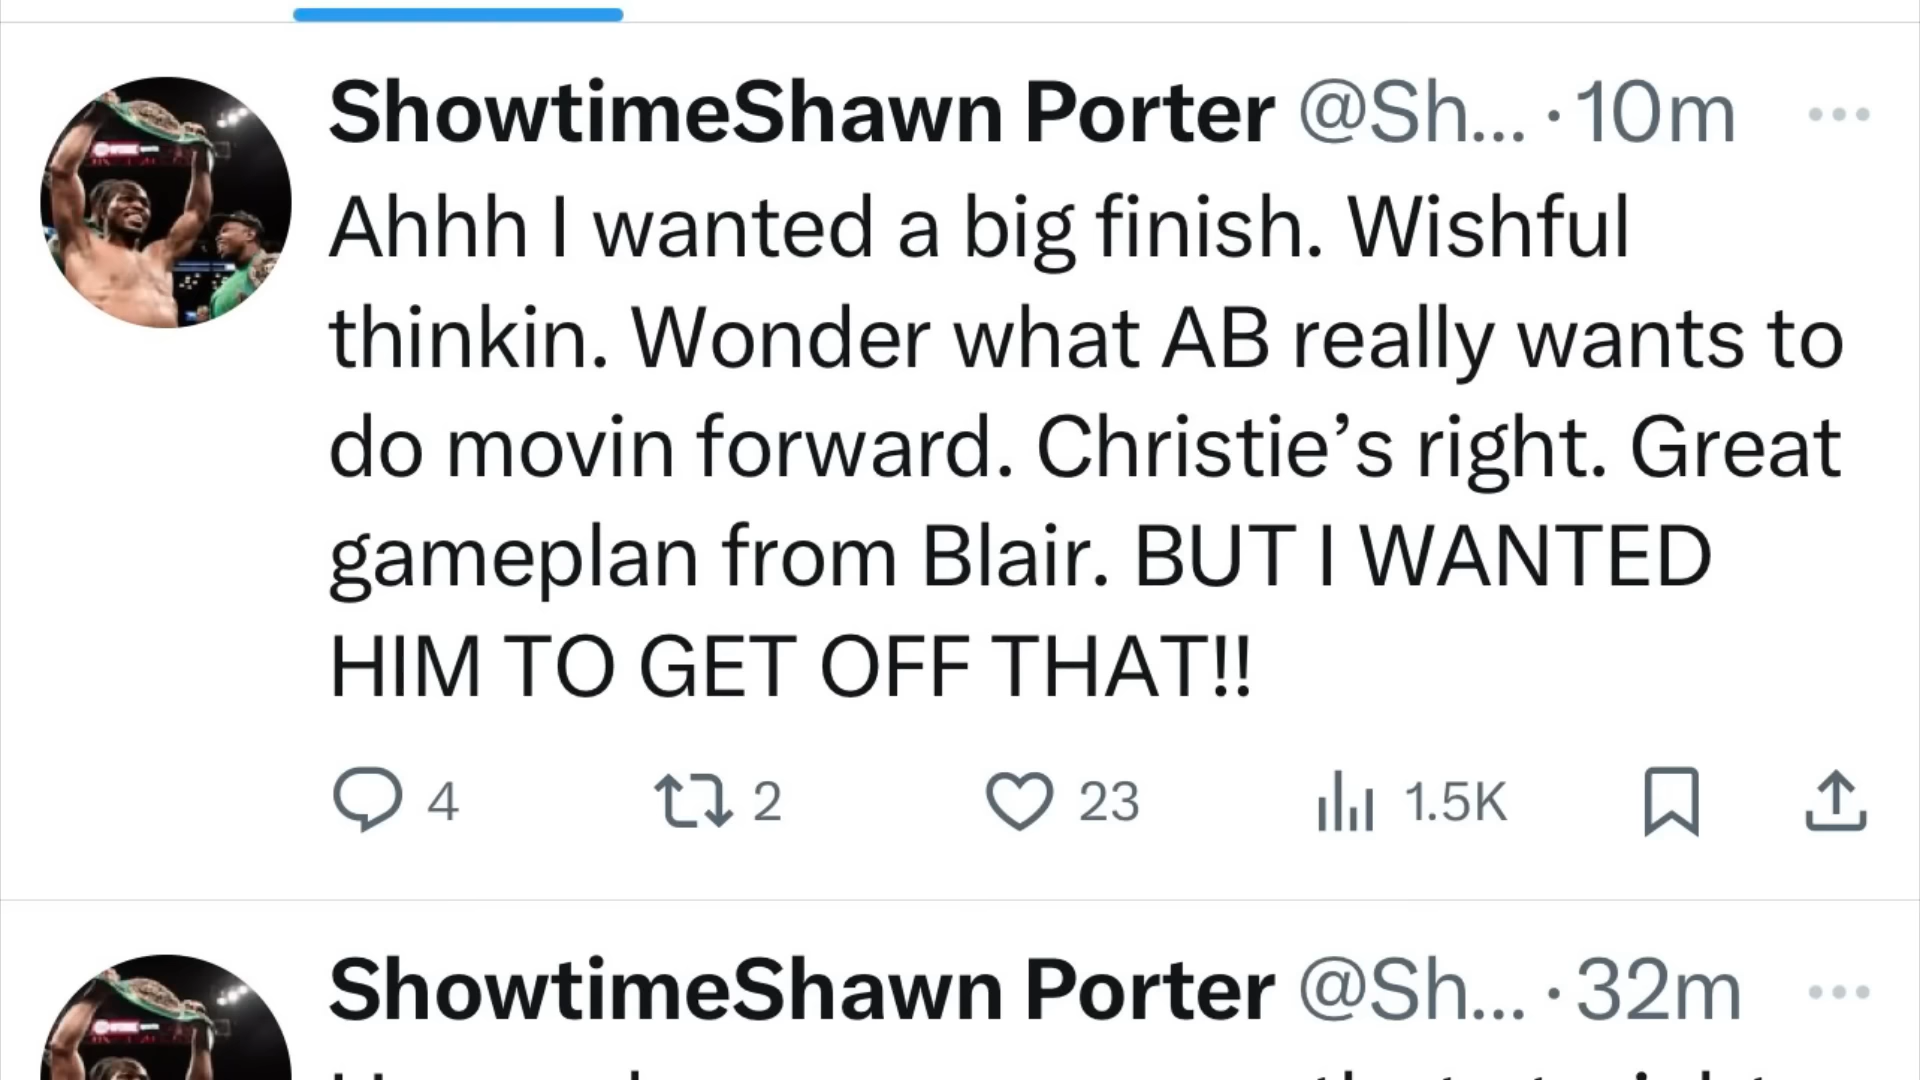 ShowtimeShawn Porter @Sh... · 10m
Ahhh I wanted a big finish. Wishful
thinkin. Wonder what AB really wants to
do movin forward. Christie’s right. Great
gameplan from Blair. BUT I WANTED
HIM TO GET OFF THAT!!
4 2 23 1.5K
ShowtimeShawn Porter @Sh... · 32m